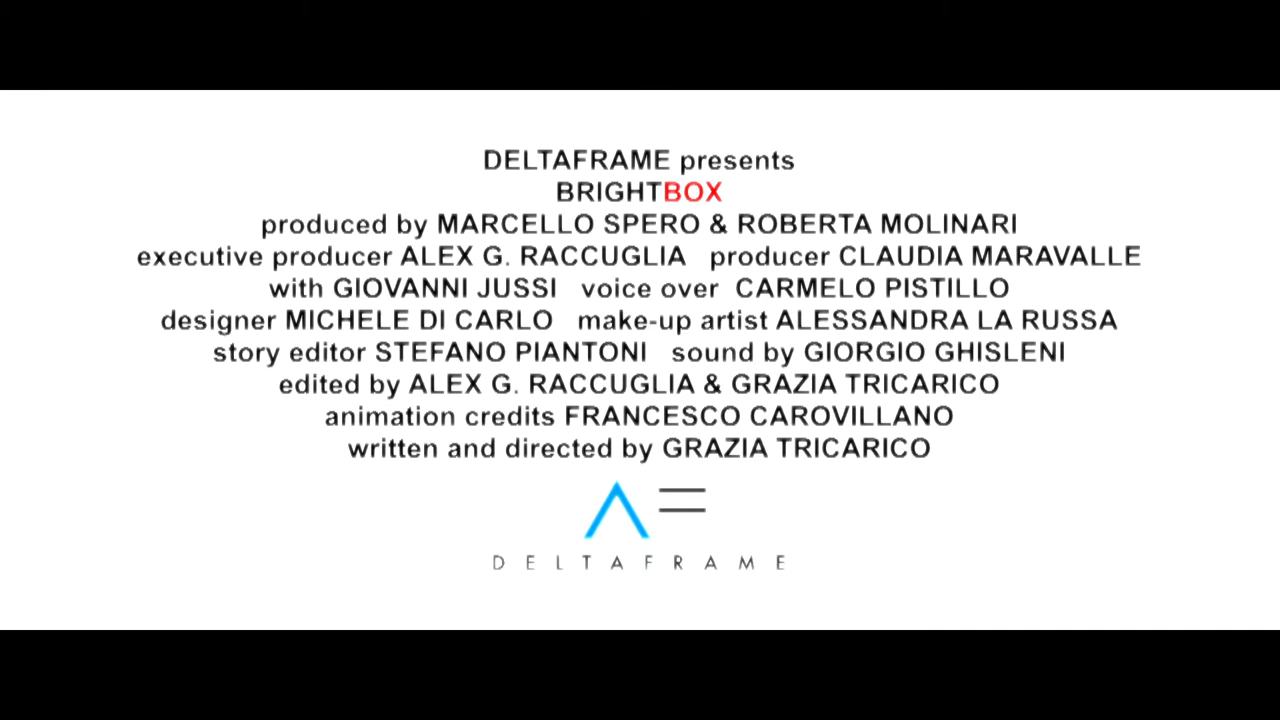 DELTAFRAME presents
BRIGHTBOX
produced by MARCELLO SPERO & ROBERTA MOLINARI
executive producer ALEX G. RACCUGLIA producer CLAUDIA MARAVALLE
with GIOVANNI JUSSI voice over CARMELO PISTILLO
designer MICHELE DI CARLO make-up artist ALESSANDRA LA RUSSA
story editor STEFANO PIANTONI sound by GIORGIO GHISLENI
edited by ALEX G. RACCUGLIA & GRAZIA TRICARICO
animation credits FRANCESCO CAROVILLANO
written and directed by GRAZIA TRICARICO
DELTAFRAME